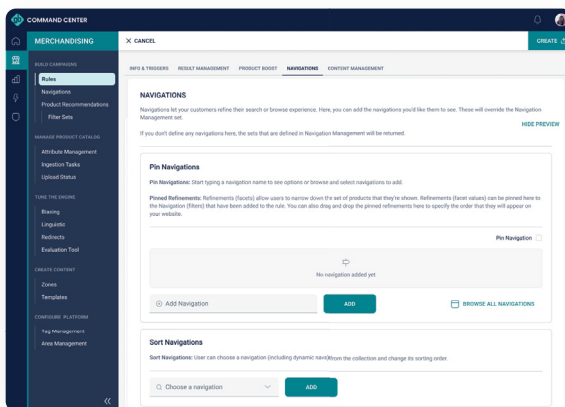 COMMAND CENTER
MERCHANDISING
× CANCEL
CREATE
BUILD CAMPAIGNS
Rules
Navigations
Product Recommendations
Filter Sets
MANAGE PRODUCT CATALOG
Attribute Management
Ingestion Tasks
Upload Status
TUNE THE ENGINE
Biasing
Linguistic
Redirects
Evaluation Tool
CREATE CONTENT
Zones
Templates
CONFIGURE PLATFORM
Tag Management
Area Management
INFO & TRIGGERS RESULT MANAGEMENT PRODUCT BOOST NAVIGATIONS CONTENT MANAGEMENT
NAVIGATIONS
Navigations let your customers refine their search or browse experience. Here, you can add the navigations you'd like them to see. These will override the Navigation
Management set.
HIDE PREVIEW
If you don't define any navigations here, the sets that are defined in Navigation Management will be returned.
Pin Navigations
Pin Navigations: Start typing a navigation name to see options or browse and select navigations to add.
Pinned Refinements: Refinements (facets) allow users to narrow down the set of products that they're shown. Refinements (facet values) can be pinned here to
the Navigation (filters) that have been added to the rule. You can also drag and drop the pinned refinements here to specify the order that they will appear on
your website.
Pin Navigation
No navigation added yet
Add Navigation
ADD
BROWSE ALL NAVIGATIONS
Sort Navigations
Sort Navigations: User can choose a navigation (including dynamic nav)from the collection and change its sorting order.
Choose a navigation
ADD